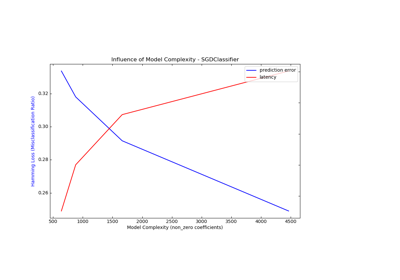 Influence of Model Complexity - SGDClassifier
prediction error
latency
0.32
0.30
0.28
0.26
Hamming Loss (Misclassification Ratio)
500 1000 1500 2000 2500 3000 3500 4000 4500
Model Complexity (non_zero coefficients)